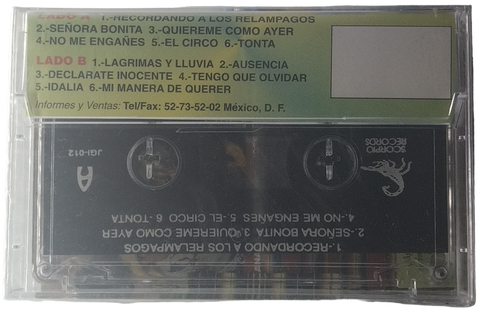 LADO A 1.-RECORDANDO A LOS RELAMPAGOS
2.-SEÑORA BONITA 3.-QUIEREME COMO AYER
4.-NO ME ENGAÑES 5.-EL CIRCO 6.-TONTA
LADO B 1.-LAGRIMAS Y LLUVIA 2.-AUSENCIA
3.-DECLARATE INOCENTE 4.-TENGO QUE OLVIDAR
5.-IDALIA 6.-MI MANERA DE QUERER
Informes y Ventas: Tel/Fax: 52-73-52-02 México, D. F.
A
JGI-012
SCORPIO
RECORDS
1.-RECORDANDO A LOS RELAMPAGOS
2.-SEÑORA BONITA 3.-QUIEREME COMO AYER
4.-NO ME ENGAÑES 5.-EL CIRCO 6-TONTA